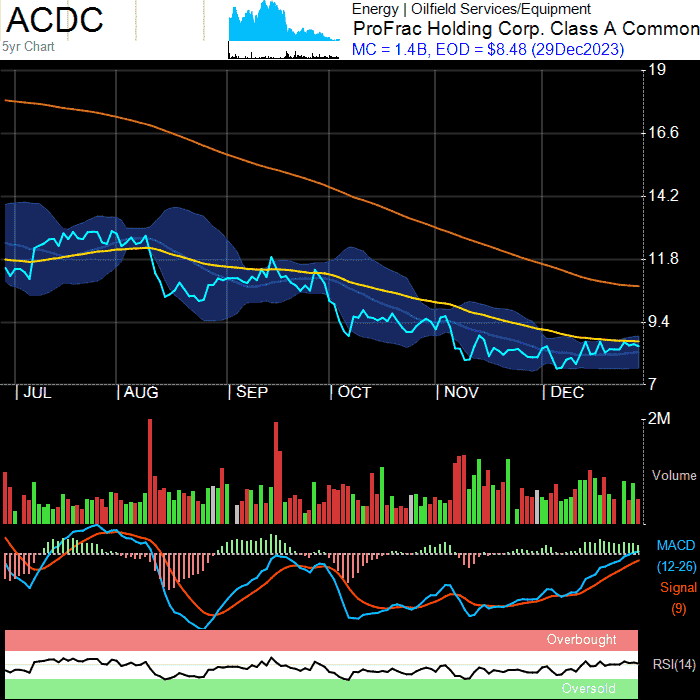 ACDC
5yr Chart
Energy | Oilfield Services/Equipment
ProFrac Holding Corp. Class A Common
MC = 1.4B, EOD = $8.48 (29Dec2023)
19
16.6
14.2
11.8
9.4
7
| JUL | AUG | SEP | OCT | NOV | DEC
2M
Volume
MACD
(12-26)
Signal
(9)
Overbought
RSI(14)
Oversold